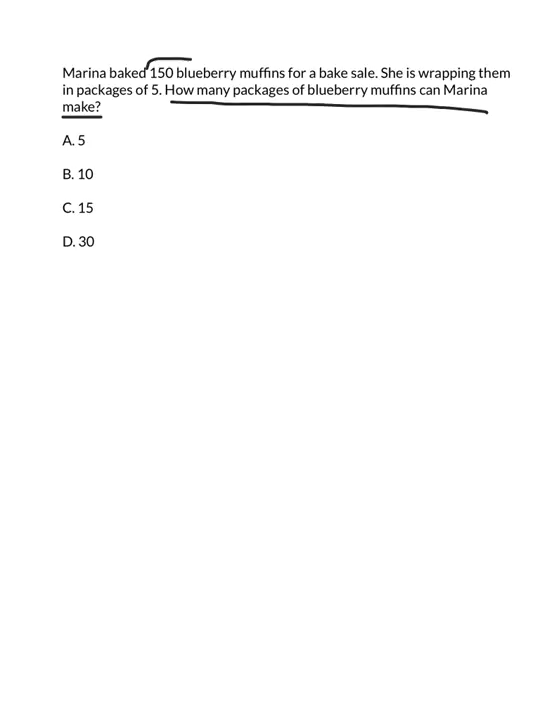 Marina baked 150 blueberry muffins for a bake sale. She is wrapping them
in packages of 5. How many packages of blueberry muffins can Marina
make?
A. 5
B. 10
C. 15
D. 30